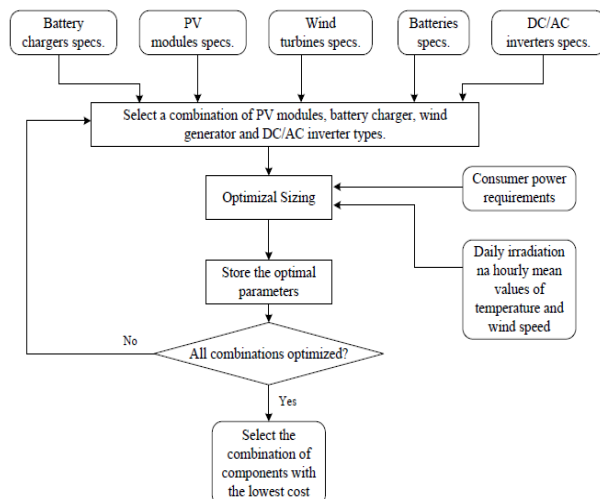 Battery
chargers specs.
PV
modules specs.
Wind
turbines specs.
Batteries
specs.
DC/AC
inverters specs.
Select a combination of PV modules, battery charger, wind
generator and DC/AC inverter types.
Optimizal Sizing
Consumer power
requirements
Daily irradiation
na hourly mean
values of
temperature and
wind speed
Store the optimal
parameters
No
All combinations optimized?
Yes
Select the
combination of
components with
the lowest cost